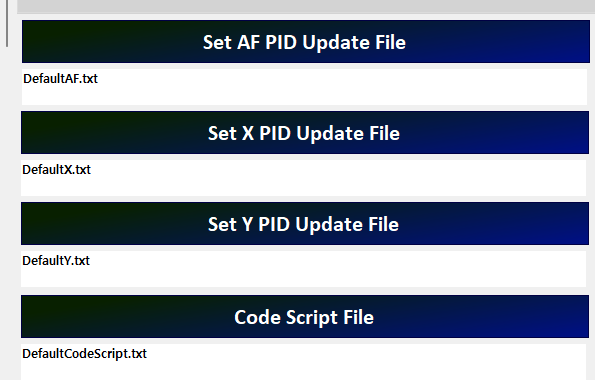 Set AF PID Update File
DefaultAF.txt
Set X PID Update File
DefaultX.txt
Set Y PID Update File
DefaultY.txt
Code Script File
DefaultCodeScript.txt